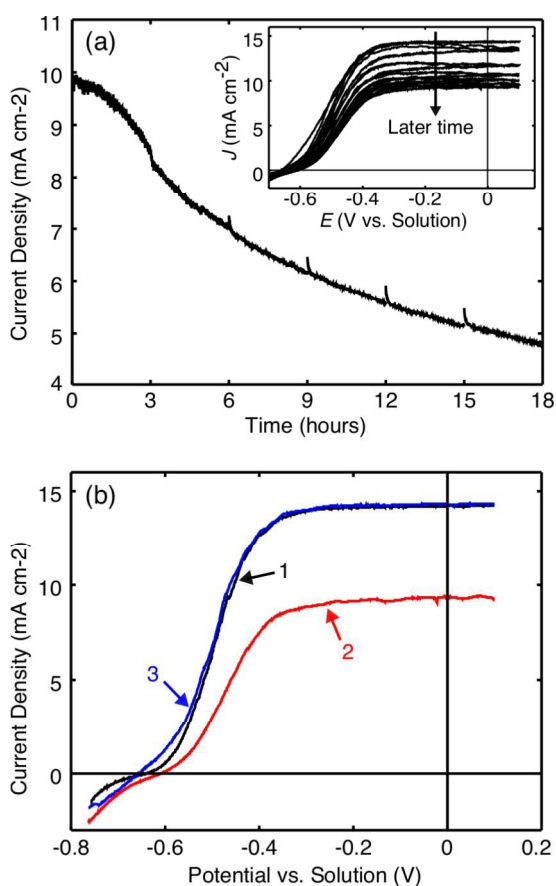 (a)
11
10
9
8
7
6
5
4
Current Density (mA cm-2)
0 3 6 9 12 15 18
Time (hours)
15
10
5
0
J (mA cm⁻²)
Later time
-0.6 -0.4 -0.2 0
E (V vs. Solution)
(b)
15
10
5
0
Current Density (mA cm-2)
1
2
3
-0.8 -0.6 -0.4 -0.2 0 0.2
Potential vs. Solution (V)